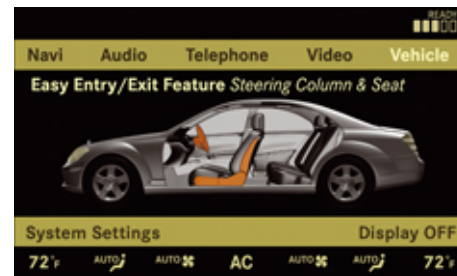 READY
Navi Audio Telephone Video Vehicle
Easy Entry/Exit Feature Steering Column & Seat
System Settings Display OFF
72°F AUTO AUTO AC AUTO AUTO 72°F